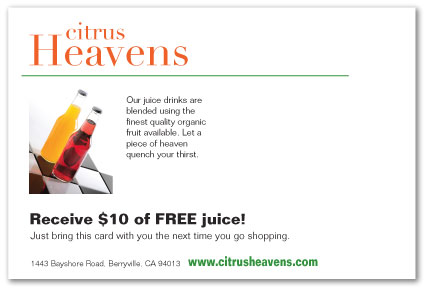 citrus
Heavens
Our juice drinks are
blended using the
finest quality organic
fruit available. Let a
piece of heaven
quench your thirst.
Receive $10 of FREE juice!
Just bring this card with you the next time you go shopping.
1443 Bayshore Road, Berryville, CA 94013 www.citrusheavens.com